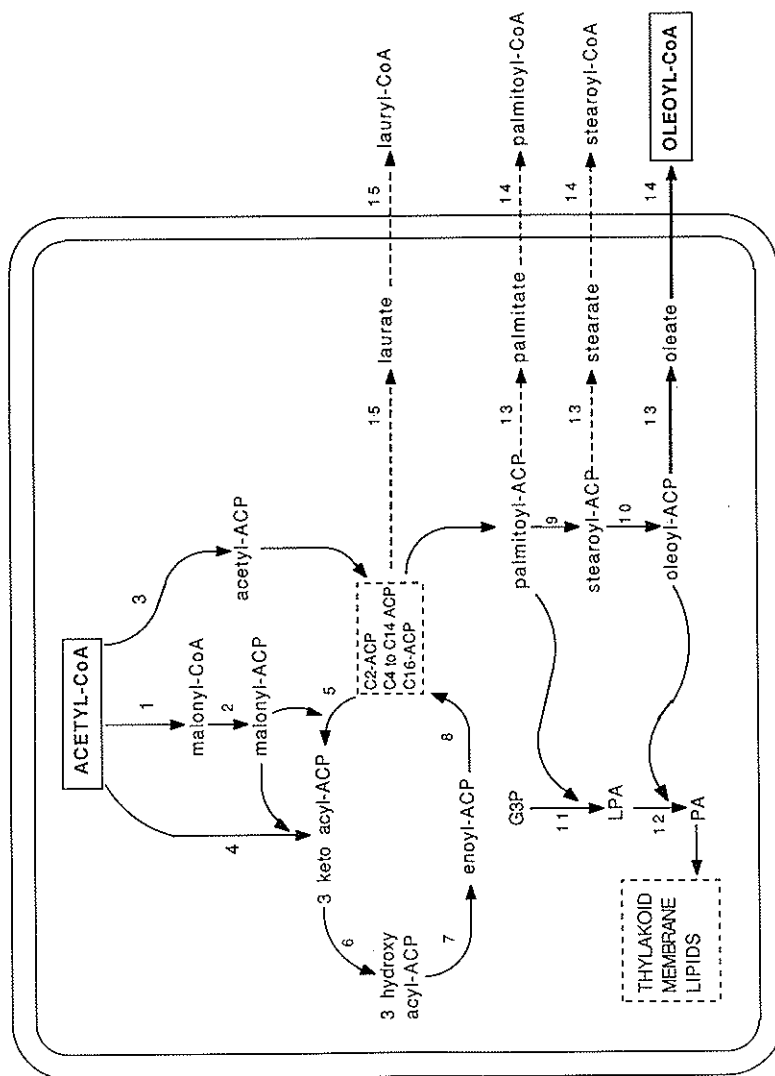 ACETYL-CoA
1
malonyl-CoA
2
malonyl-ACP
3
acetyl-ACP
4
5
3 keto acyl-ACP
6
3 hydroxy
acyl-ACP
7
enoyl-ACP
8
C2-ACP
C4 to C14 ACP
C16-ACP
15
laurate
15
lauryl-CoA
palmitoyl-ACP
13
palmitate
14
palmitoyl-CoA
9
stearoyl-ACP
13
stearate
14
stearoyl-CoA
10
oleoyl-ACP
13
oleate
14
OLEOYL-CoA
G3P
11
LPA
12
PA
THYLAKOID
MEMBRANE
LIPIDS